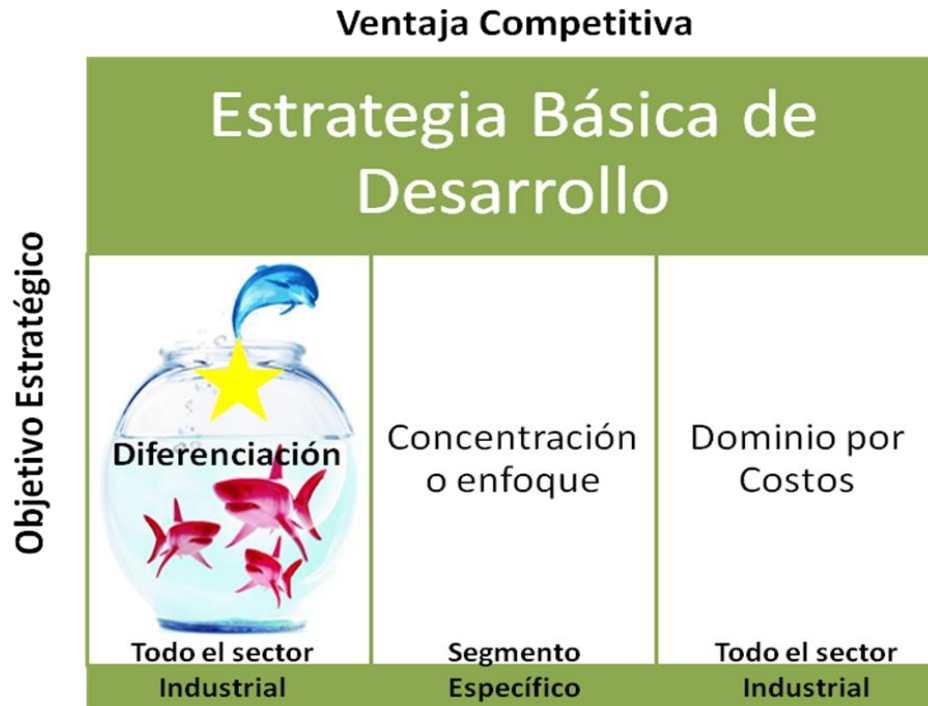 Ventaja Competitiva
Estrategia Básica de
Desarrollo
Objetivo Estratégico
Diferenciación
Concentración
o enfoque
Dominio por
Costos
Todo el sector
Industrial
Segmento
Específico
Todo el sector
Industrial